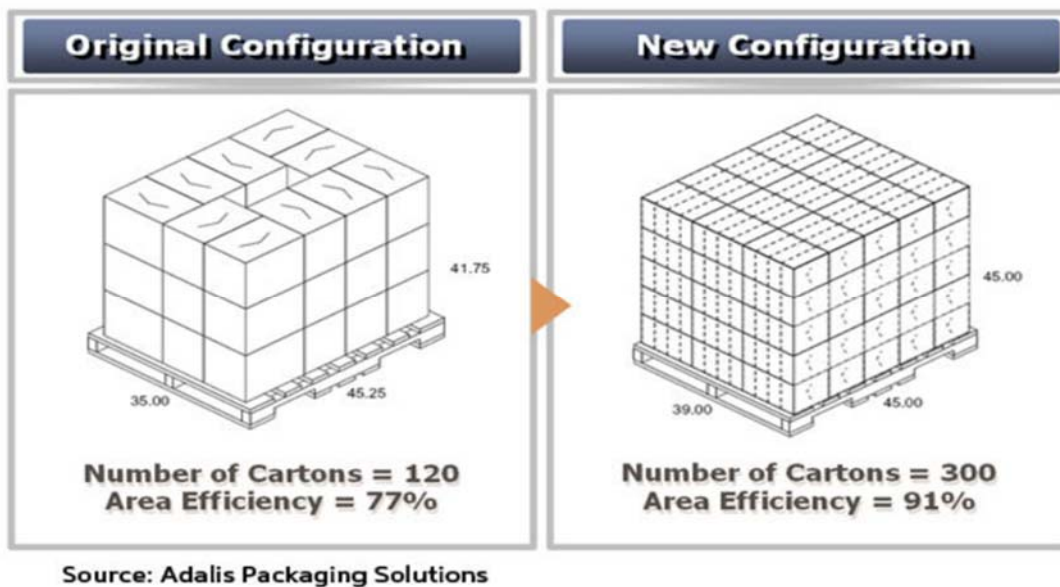 Original Configuration
New Configuration
41.75
35.00
45.25
45.00
39.00
45.00
Number of Cartons = 120
Area Efficiency = 77%
Number of Cartons = 300
Area Efficiency = 91%
Source: Adalis Packaging Solutions